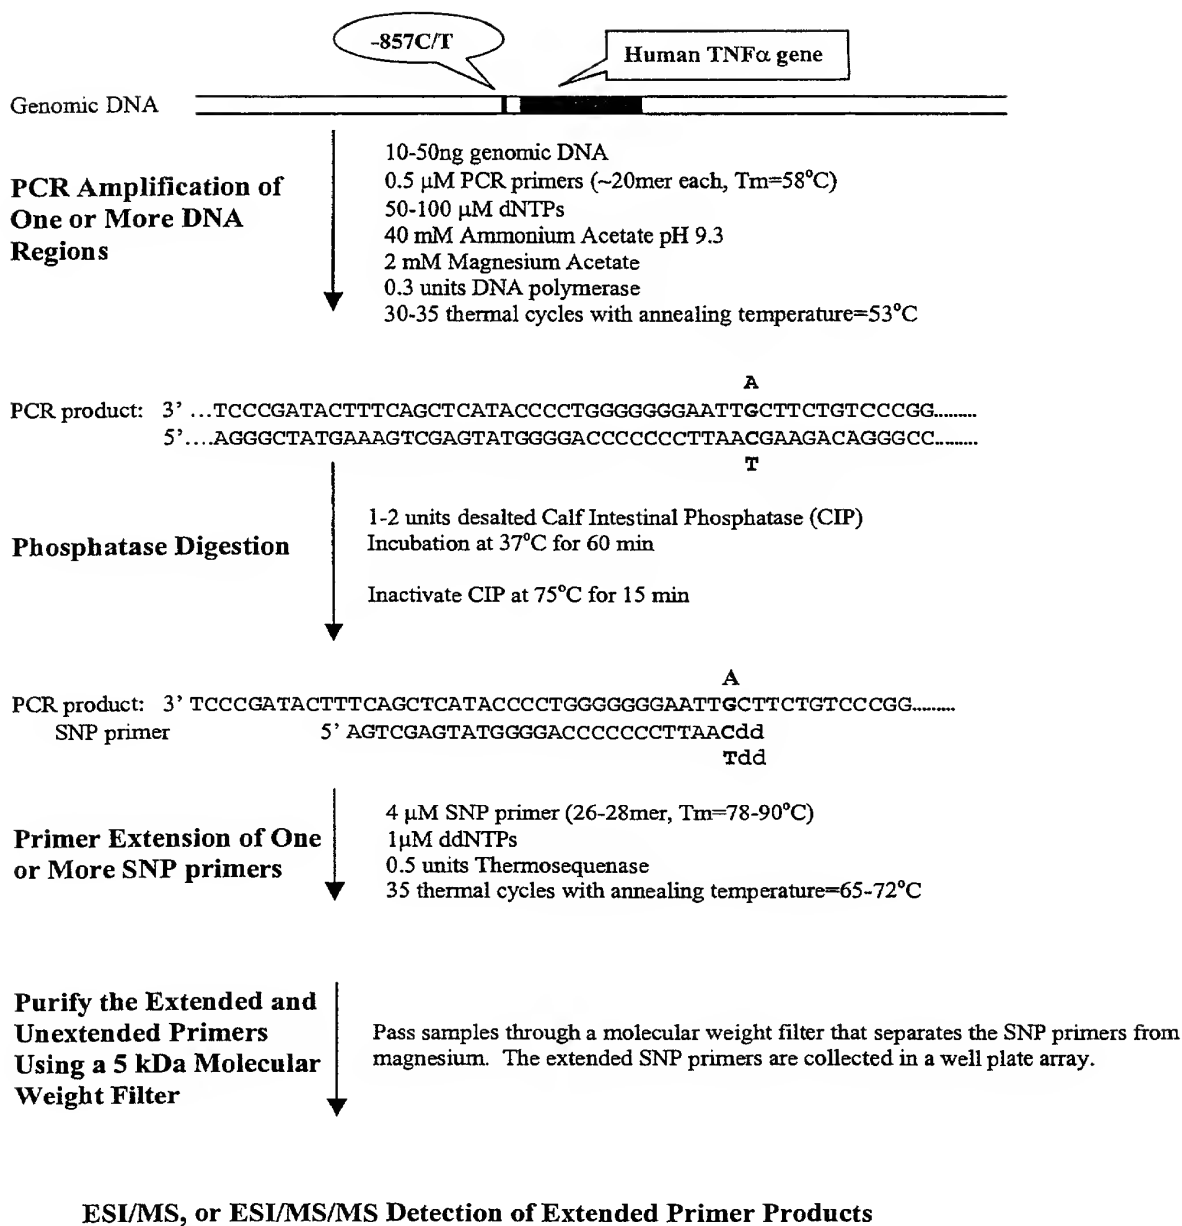 -857C/T
Human TNFα gene
Genomic DNA
PCR Amplification of
One or More DNA
Regions
10-50ng genomic DNA
0.5 µM PCR primers (~20mer each, Tm=58°C)
50-100 µM dNTPs
40 mM Ammonium Acetate pH 9.3
2 mM Magnesium Acetate
0.3 units DNA polymerase
30-35 thermal cycles with annealing temperature=53°C
A
PCR product: 3’ ...TCCCGATACTTTCAGCTCATACCCCTGGGGGGGAATTGCTTCTGTCCCGG.........
5’....AGGGCTATGAAAGTCGAGTATGGGGACCCCCCCTTAACGAAGACAGGGCC.........
T
Phosphatase Digestion
1-2 units desalted Calf Intestinal Phosphatase (CIP)
Incubation at 37°C for 60 min
Inactivate CIP at 75°C for 15 min
A
PCR product: 3’ TCCCGATACTTTCAGCTCATACCCCTGGGGGGGAATTGCTTCTGTCCCGG.........
SNP primer 5’ AGTCGAGTATGGGGACCCCCCCTTAACdd
Tdd
Primer Extension of One
or More SNP primers
4 µM SNP primer (26-28mer, Tm=78-90°C)
1µM ddNTPs
0.5 units Thermosequenase
35 thermal cycles with annealing temperature=65-72°C
Purify the Extended and
Unextended Primers
Using a 5 kDa Molecular
Weight Filter
Pass samples through a molecular weight filter that separates the SNP primers from
magnesium. The extended SNP primers are collected in a well plate array.
ESI/MS, or ESI/MS/MS Detection of Extended Primer Products